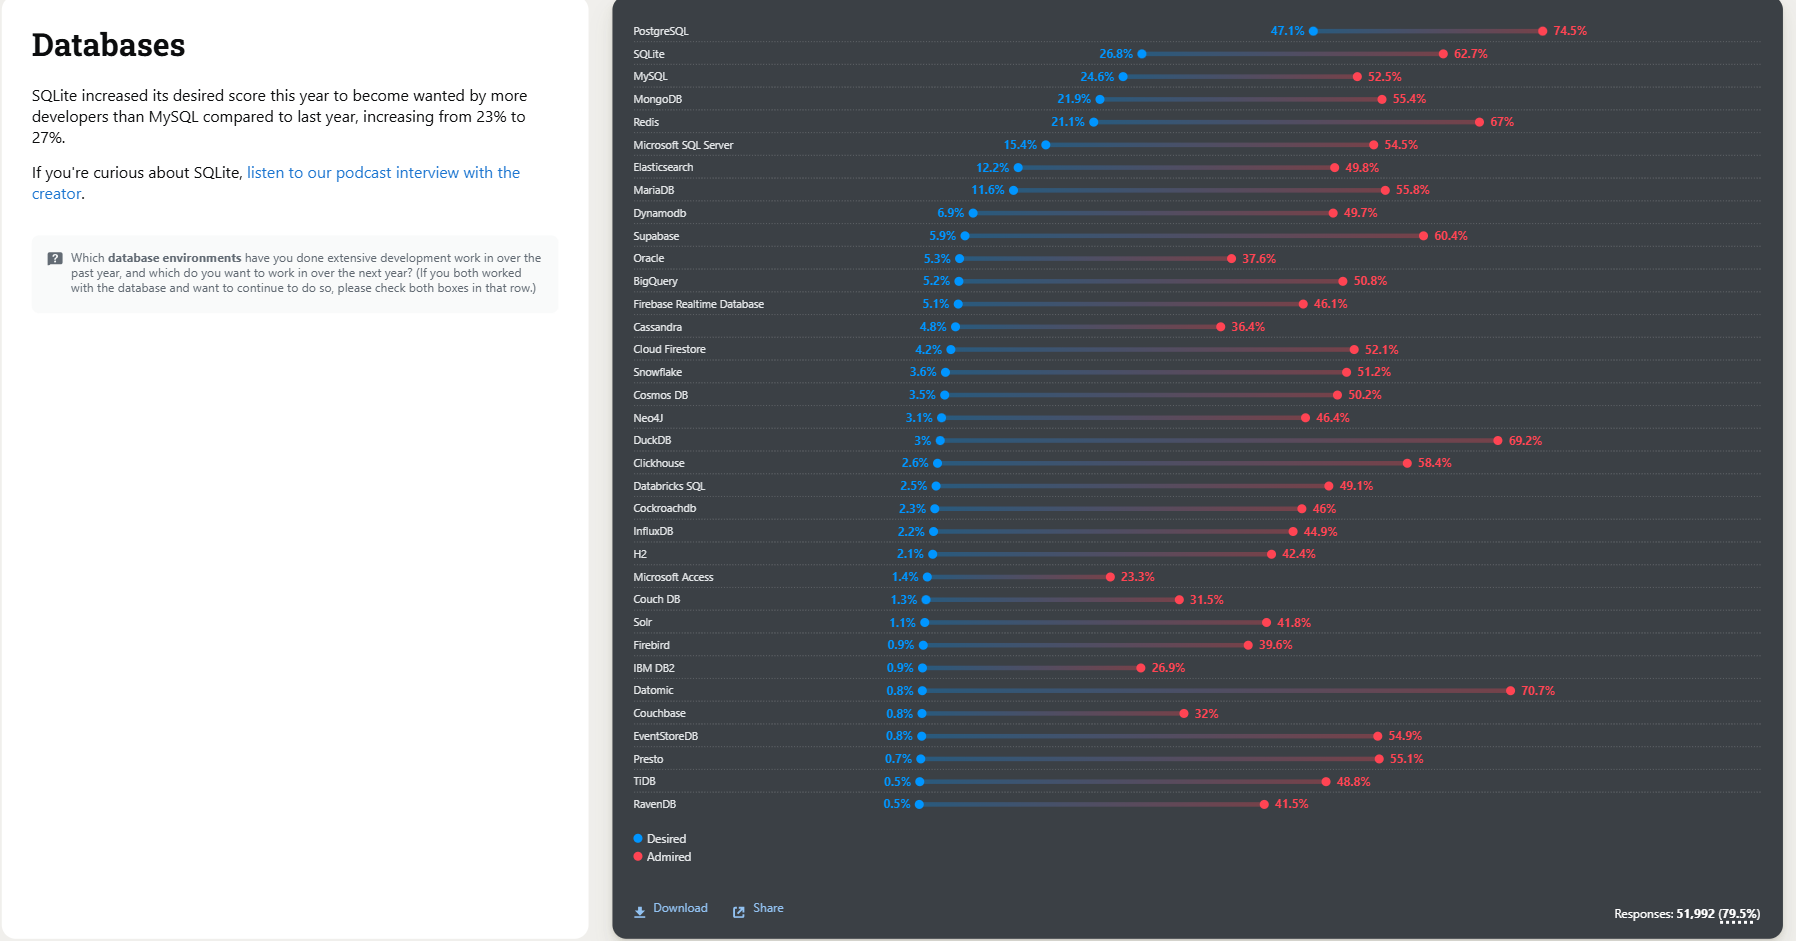 Databases
SQLite increased its desired score this year to become wanted by more
developers than MySQL compared to last year, increasing from 23% to
27%.
If you're curious about SQLite, listen to our podcast interview with the
creator.
Which database environments have you done extensive development work in over the
past year, and which do you want to work in over the next year? (If you both worked
with the database and want to continue to do so, please check both boxes in that row.)
PostgreSQL 47.1% 74.5%
SQLite 26.8% 62.7%
MySQL 24.6% 52.5%
MongoDB 21.9% 55.4%
Redis 21.1% 67%
Microsoft SQL Server 15.4% 54.5%
Elasticsearch 12.2% 49.8%
MariaDB 11.6% 55.8%
Dynamodb 6.9% 49.7%
Supabase 5.9% 60.4%
Oracle 5.3% 37.6%
BigQuery 5.2% 50.8%
Firebase Realtime Database 5.1% 46.1%
Cassandra 4.8% 36.4%
Cloud Firestore 4.2% 52.1%
Snowflake 3.6% 51.2%
Cosmos DB 3.5% 50.2%
Neo4J 3.1% 46.4%
DuckDB 3% 69.2%
Clickhouse 2.6% 58.4%
Databricks SQL 2.5% 49.1%
Cockroachdb 2.3% 46%
InfluxDB 2.2% 44.9%
H2 2.1% 42.4%
Microsoft Access 1.4% 23.3%
Couch DB 1.3% 31.5%
Solr 1.1% 41.8%
Firebird 0.9% 39.6%
IBM DB2 0.9% 26.9%
Datomic 0.8% 70.7%
Couchbase 0.8% 32%
EventStoreDB 0.8% 54.9%
Presto 0.7% 55.1%
TiDB 0.5% 48.8%
RavenDB 0.5% 41.5%
Desired
Admired
Download Share
Responses: 51,992 (79.5%)